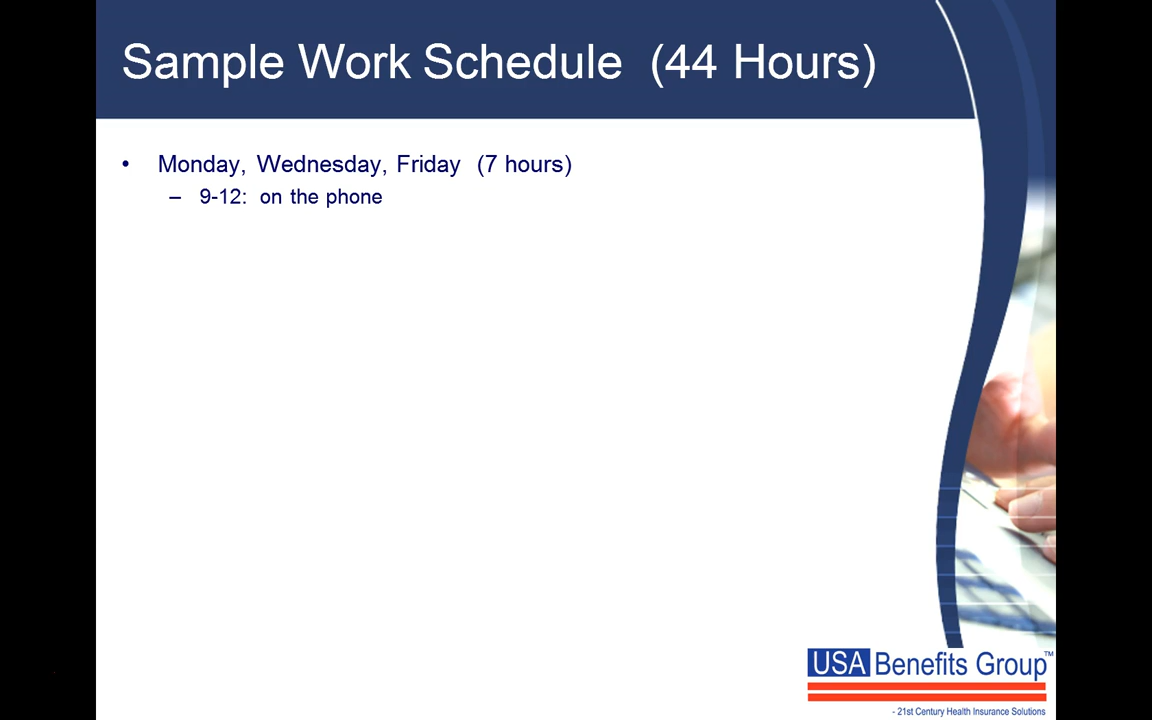 Sample Work Schedule (44 Hours)
• Monday, Wednesday, Friday (7 hours)
– 9-12: on the phone
USA Benefits Group™
- 21st Century Health Insurance Solutions